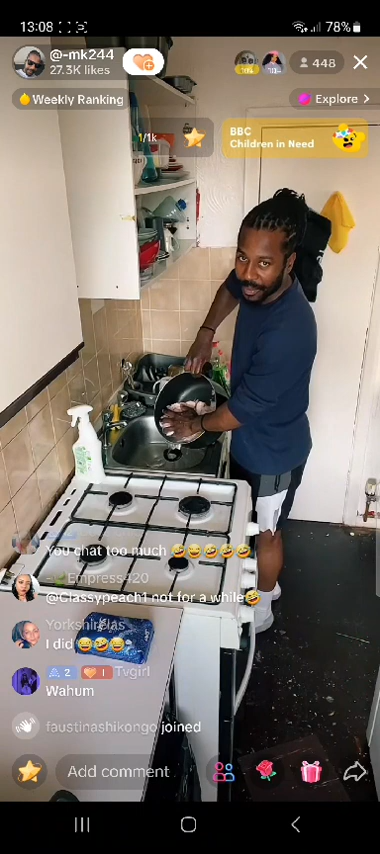 13:08
78%
@-mk244
27.3K likes
448
Weekly Ranking
Explore >
1/1k
BBC
Children in Need
You chat too much 🤣🤣🤣🤣🤣
Empress420
@Classypeach1 not for a while🤣
Yorkshirelas
I did 🤣🤣🤣
2 1 Tvgirl
Wahum
faustinashikongo joined
Add comment